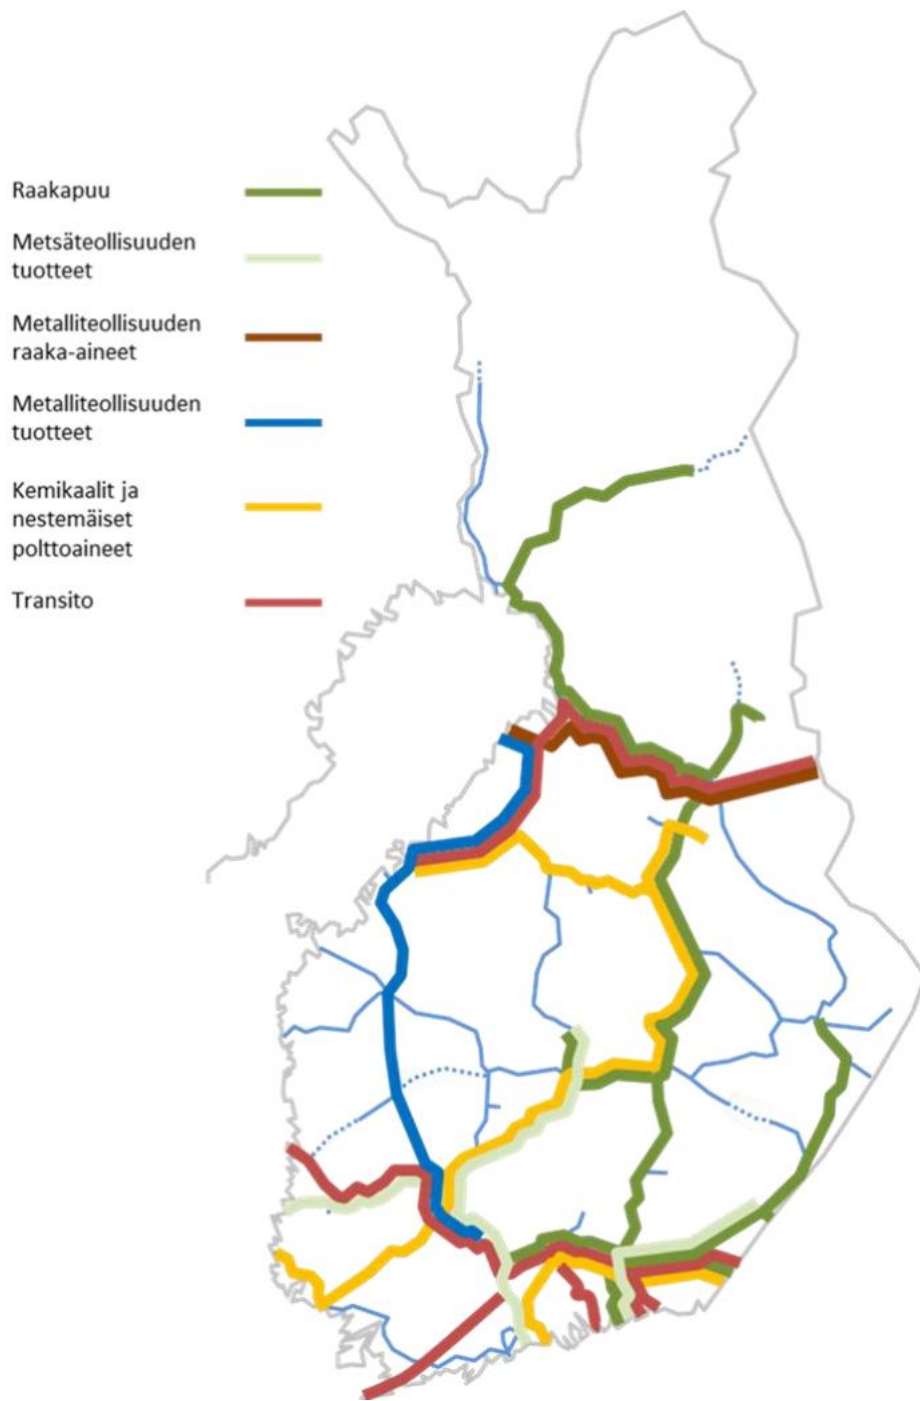 Raakapuu
Metsäteollisuuden
tuotteet
Metalliteollisuuden
raaka-aineet
Metalliteollisuuden
tuotteet
Kemikaalit ja
nestemäiset
polttoaineet
Transito